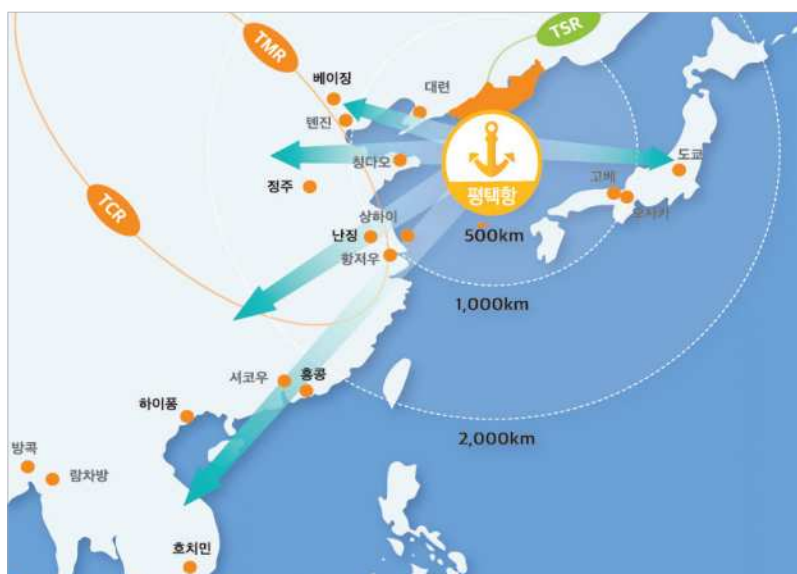 TSR
TMR
베이징
대련
텐진
칭다오
도쿄
정주
고베
평택항
TCR
오사카
상하이
난징
500km
항저우
1,000km
셔코우
홍콩
하이퐁
2,000km
방콕
람차방
호치민